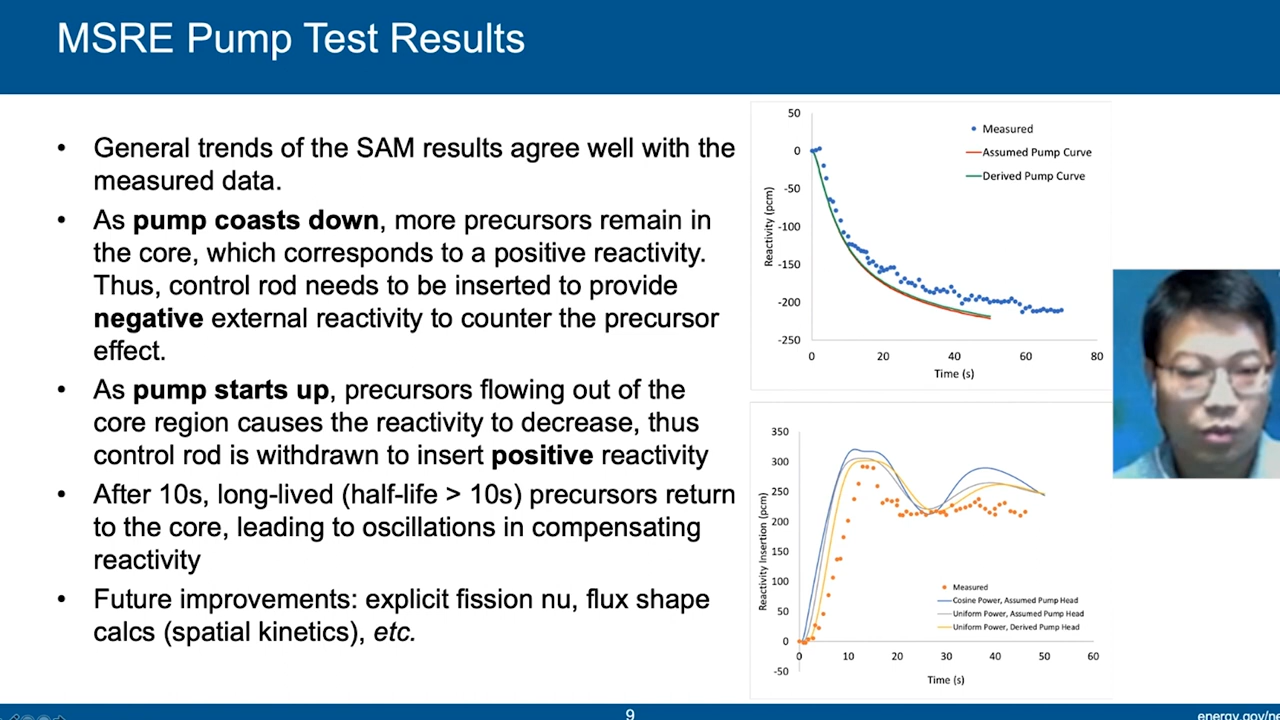 MSRE Pump Test Results
• General trends of the SAM results agree well with the
measured data.
• As pump coasts down, more precursors remain in
the core, which corresponds to a positive reactivity.
Thus, control rod needs to be inserted to provide
negative external reactivity to counter the precursor
effect.
• As pump starts up, precursors flowing out of the
core region causes the reactivity to decrease, thus
control rod is withdrawn to insert positive reactivity
• After 10s, long-lived (half-life > 10s) precursors return
to the core, leading to oscillations in compensating
reactivity
• Future improvements: explicit fission nu, flux shape
calcs (spatial kinetics), etc.
50
0
-50
-100
-150
-200
-250
Reactivity (pcm)
Measured
Assumed Pump Curve
Derived Pump Curve
0 20 40 60 80
Time (s)
350
300
250
200
150
100
50
0
-50
Reactivity Insertion (pcm)
Measured
Cosine Power, Assumed Pump Head
Uniform Power, Assumed Pump Head
Uniform Power, Derived Pump Head
0 10 20 30 40 50 60
Time (s)
9
energy.gov/ne